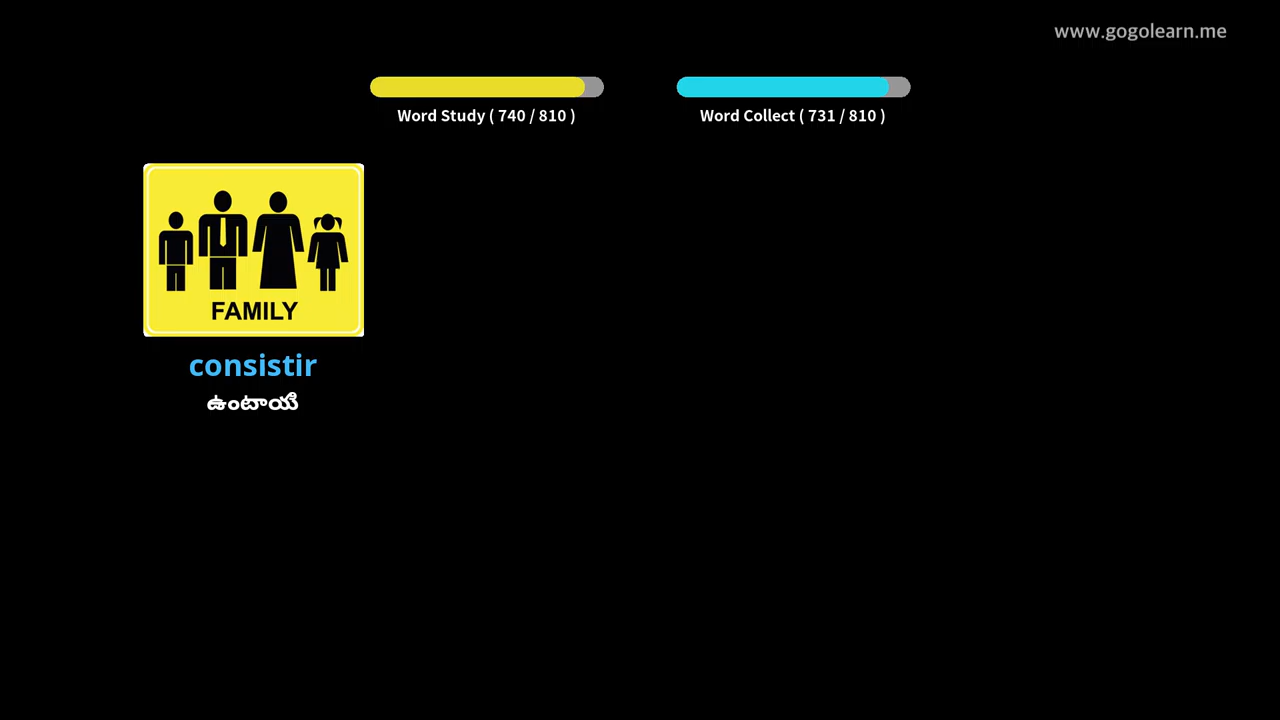 www.gogolearn.me
Word Study ( 740 / 810 )
Word Collect ( 731 / 810 )
FAMILY
consistir
ఉంటాయి